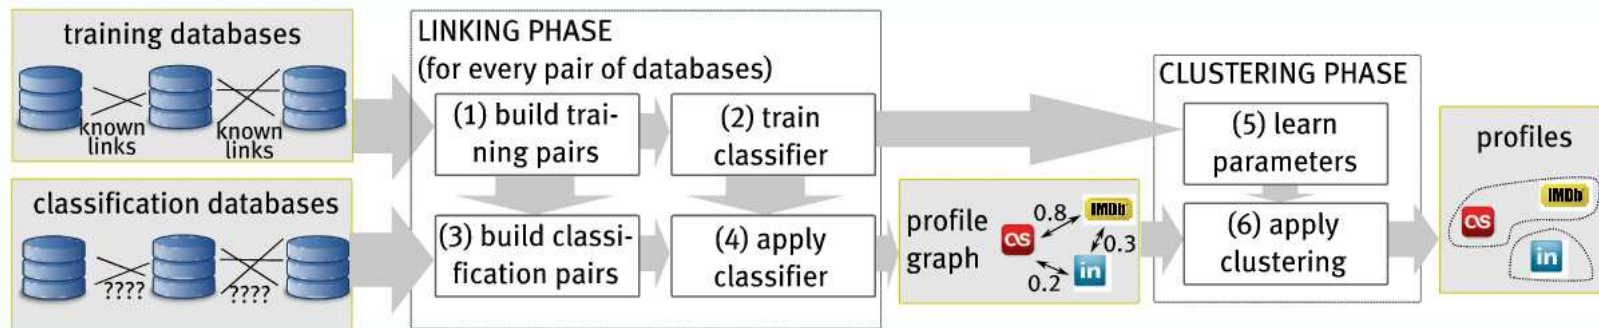 training databases
known
links
known
links
classification databases
????
????
LINKING PHASE
(for every pair of databases)
(1) build trai-
ning pairs
(2) train
classifier
(3) build classi-
fication pairs
(4) apply
classifier
profile
graph
as
0.8
IMDb
0.3
in
0.2
CLUSTERING PHASE
(5) learn
parameters
(6) apply
clustering
profiles
IMDb
as
in